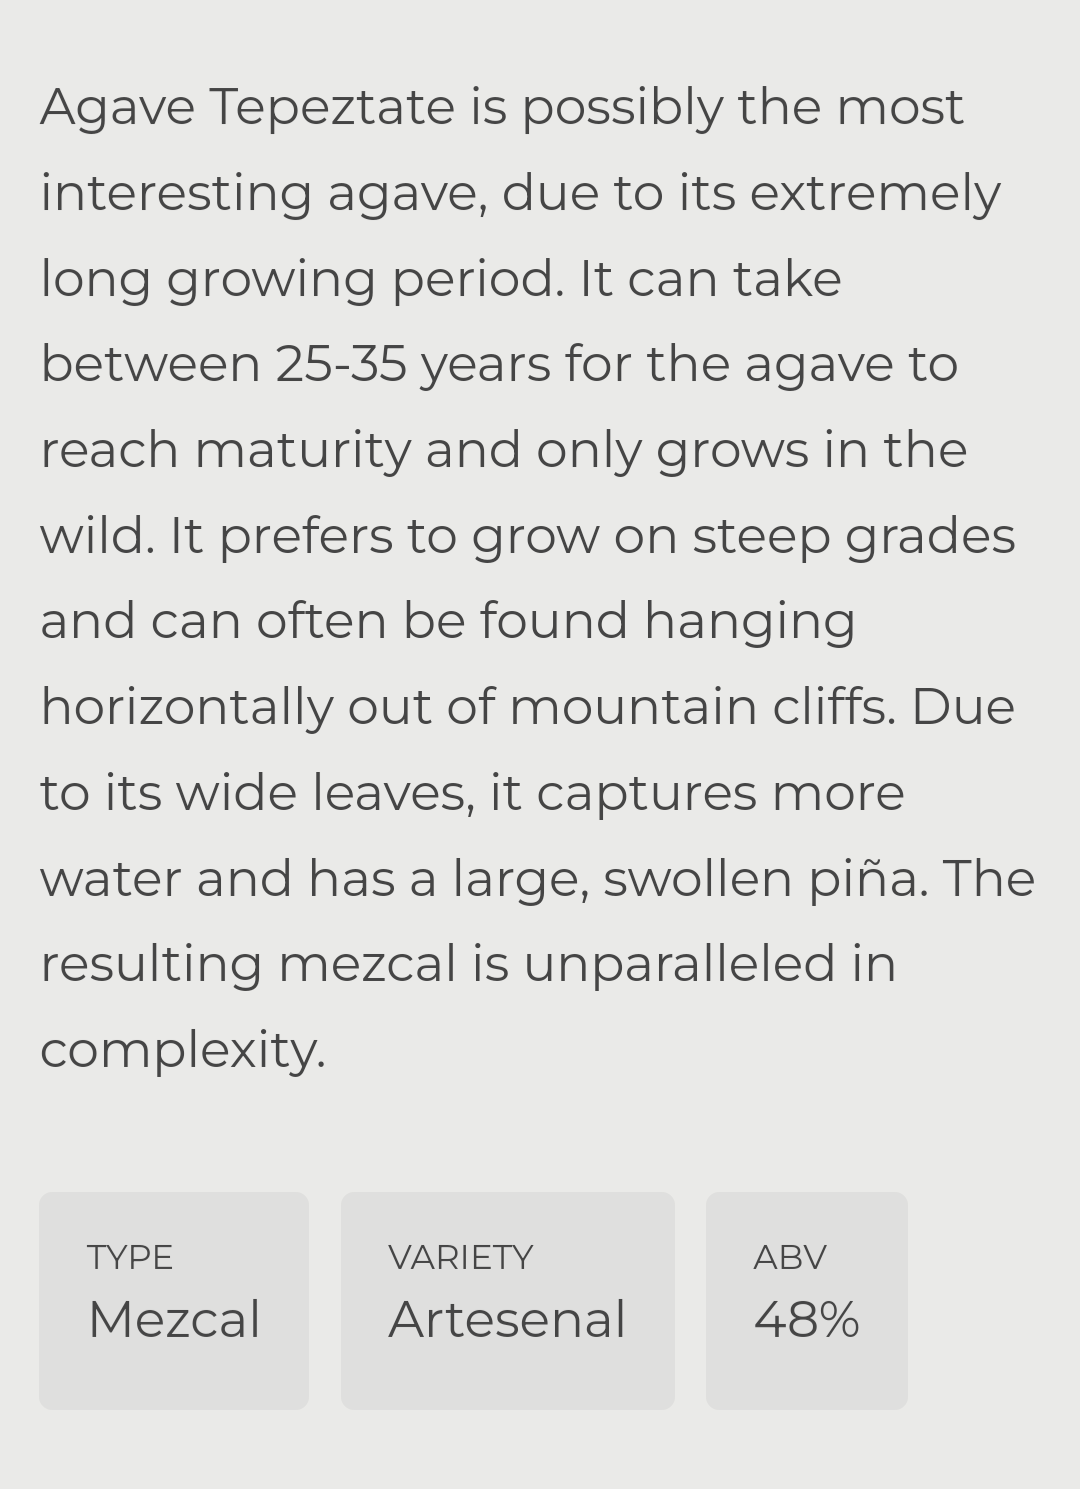 Agave Tepeztate is possibly the most
interesting agave, due to its extremely
long growing period. It can take
between 25-35 years for the agave to
reach maturity and only grows in the
wild. It prefers to grow on steep grades
and can often be found hanging
horizontally out of mountain cliffs. Due
to its wide leaves, it captures more
water and has a large, swollen piña. The
resulting mezcal is unparalleled in
complexity.
TYPE
Mezcal
VARIETY
Artesenal
ABV
48%